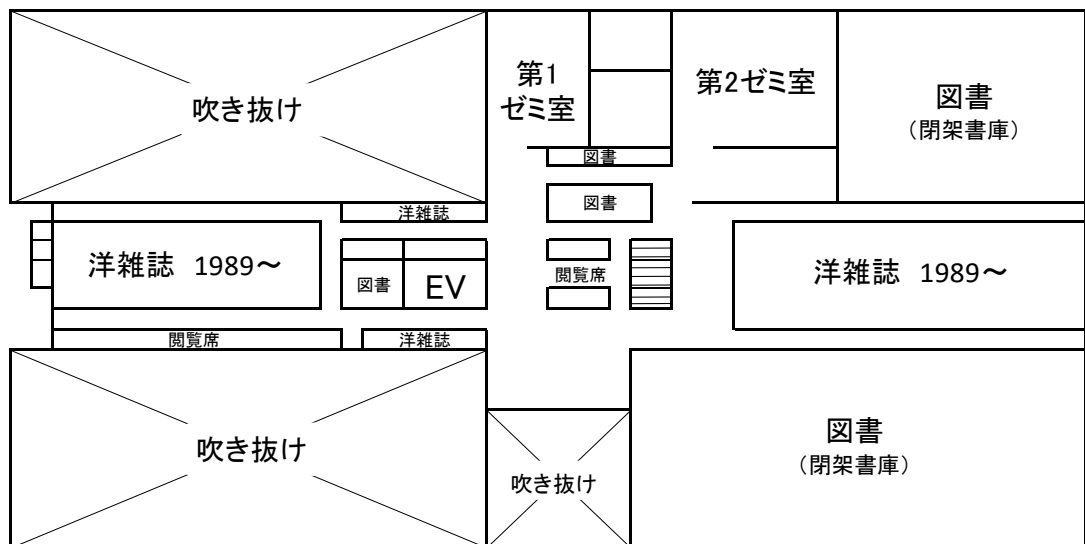 吹き抜け
第1
ゼミ室
第2ゼミ室
図書
（閉架書庫）
図書
図書
洋雑誌
洋雑誌 1989～
図書
EV
閲覧席
洋雑誌 1989～
閲覧席
洋雑誌
吹き抜け
吹き抜け
図書
（閉架書庫）